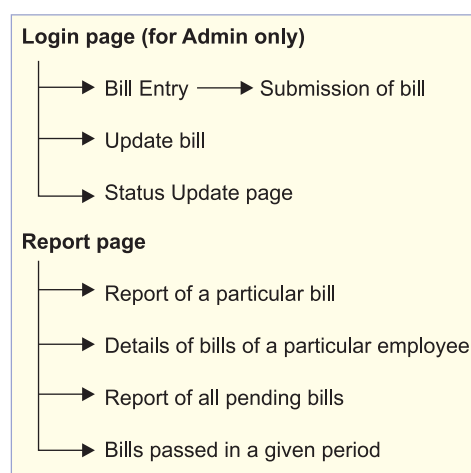 Login page (for Admin only)
Bill Entry Submission of bill
Update bill
Status Update page
Report page
Report of a particular bill
Details of bills of a particular employee
Report of all pending bills
Bills passed in a given period